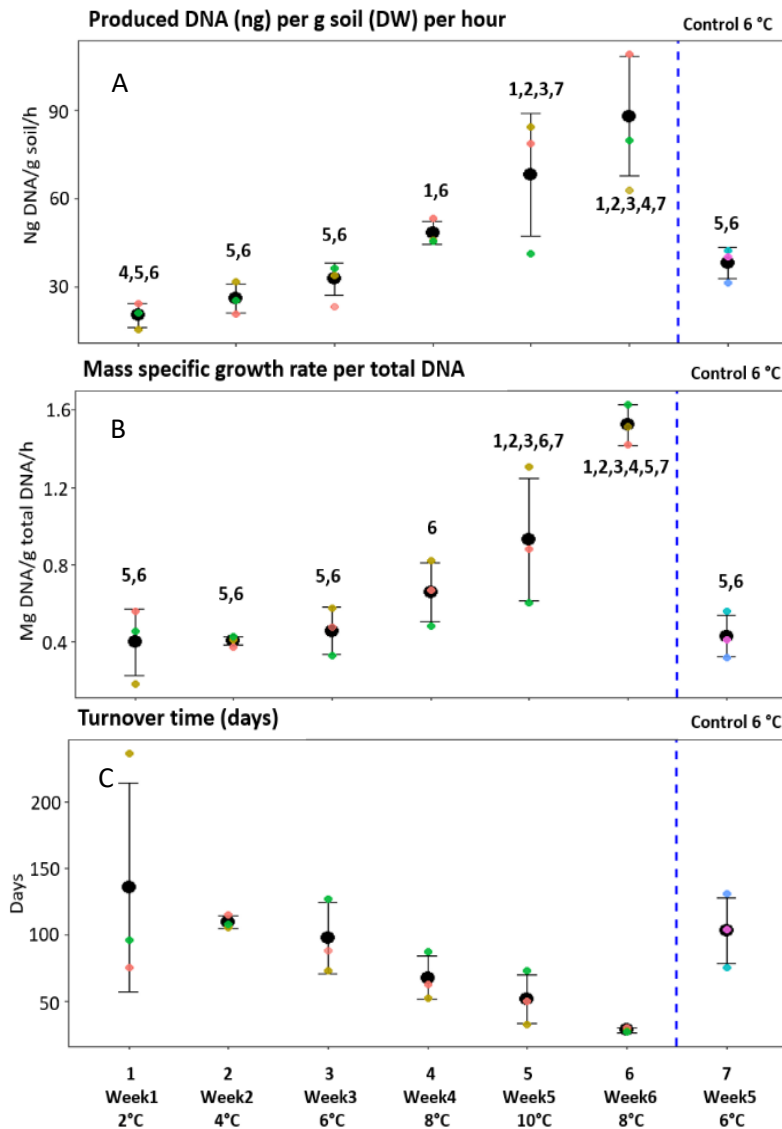 Produced DNA (ng) per g soil (DW) per hour
Control 6 °C
A
Ng DNA/g soil/h
90
60
30
4,5,6
5,6
5,6
1,6
1,2,3,7
1,2,3,4,7
5,6
Mass specific growth rate per total DNA
Control 6 °C
B
Mg DNA/g total DNA/h
1.6
1.2
0.8
0.4
5,6
5,6
5,6
6
1,2,3,6,7
1,2,3,4,5,7
5,6
Turnover time (days)
Control 6 °C
C
Days
200
150
100
50
1 2 3 4 5 6 7
Week1 Week2 Week3 Week4 Week5 Week6 Week5
2°C 4°C 6°C 8°C 10°C 8°C 6°C